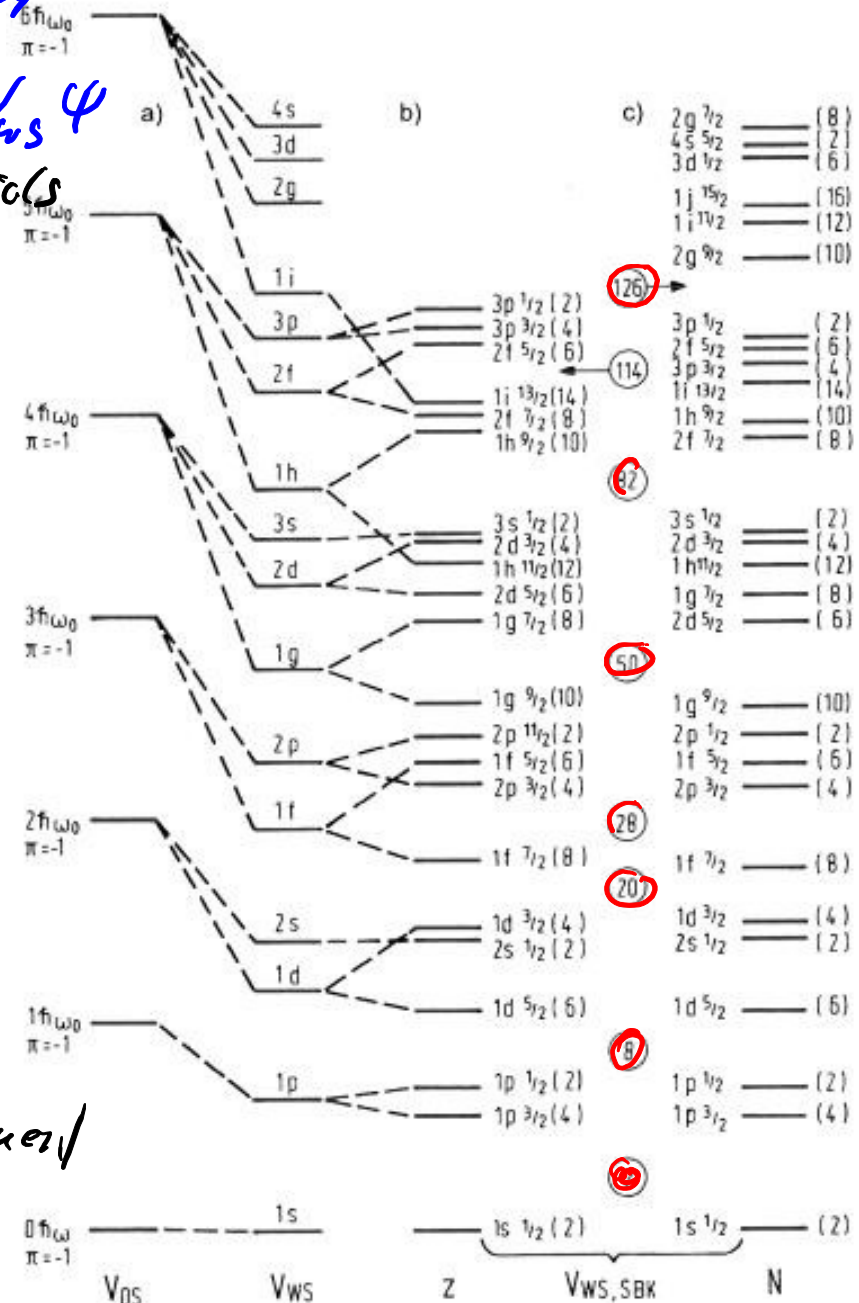 6ħω₀
π=-1
ψ
a)
b)
c)
4s
3d
2g
2g 7/2 (8)
4s 5/2 (2)
3d 1/2 (6)
5ħω₀
π=-1
1j 15/2 (16)
1i 11/2 (12)
2g 9/2 (10)
1i
126
3p
3p 1/2 (2)
3p 3/2 (4)
2f 5/2 (6)
3p 1/2 (2)
2f 5/2 (6)
3p 3/2 (4)
1i 13/2 (14)
2f
114
4ħω₀
π=-1
1i 13/2 (14)
2f 7/2 (8)
1h 9/2 (10)
1h 9/2 (10)
2f 7/2 (8)
1h
82
3s
2d
3s 1/2 (2)
2d 3/2 (4)
1h 11/2 (12)
2d 5/2 (6)
1g 7/2 (8)
3s 1/2 (2)
2d 3/2 (4)
1h 11/2 (12)
1g 7/2 (8)
2d 5/2 (6)
3ħω₀
π=-1
1g
50
1g 9/2 (10)
2p 11/2 (2)
1f 5/2 (6)
2p 3/2 (4)
1g 9/2 (10)
2p 1/2 (2)
1f 5/2 (6)
2p 3/2 (4)
2p
2ħω₀
π=-1
1f
28
1f 7/2 (8)
1f 7/2 (8)
20
2s
1d
1d 3/2 (4)
2s 1/2 (2)
1d 5/2 (6)
1d 3/2 (4)
2s 1/2 (2)
1d 5/2 (6)
1ħω₀
π=-1
8
1p
1p 1/2 (2)
1p 3/2 (4)
1p 1/2 (2)
1p 3/2 (4)
0ħω
π=-1
1s
1s 1/2 (2)
1s 1/2 (2)
V_OS
V_WS
Z
V_WS,SBK
N